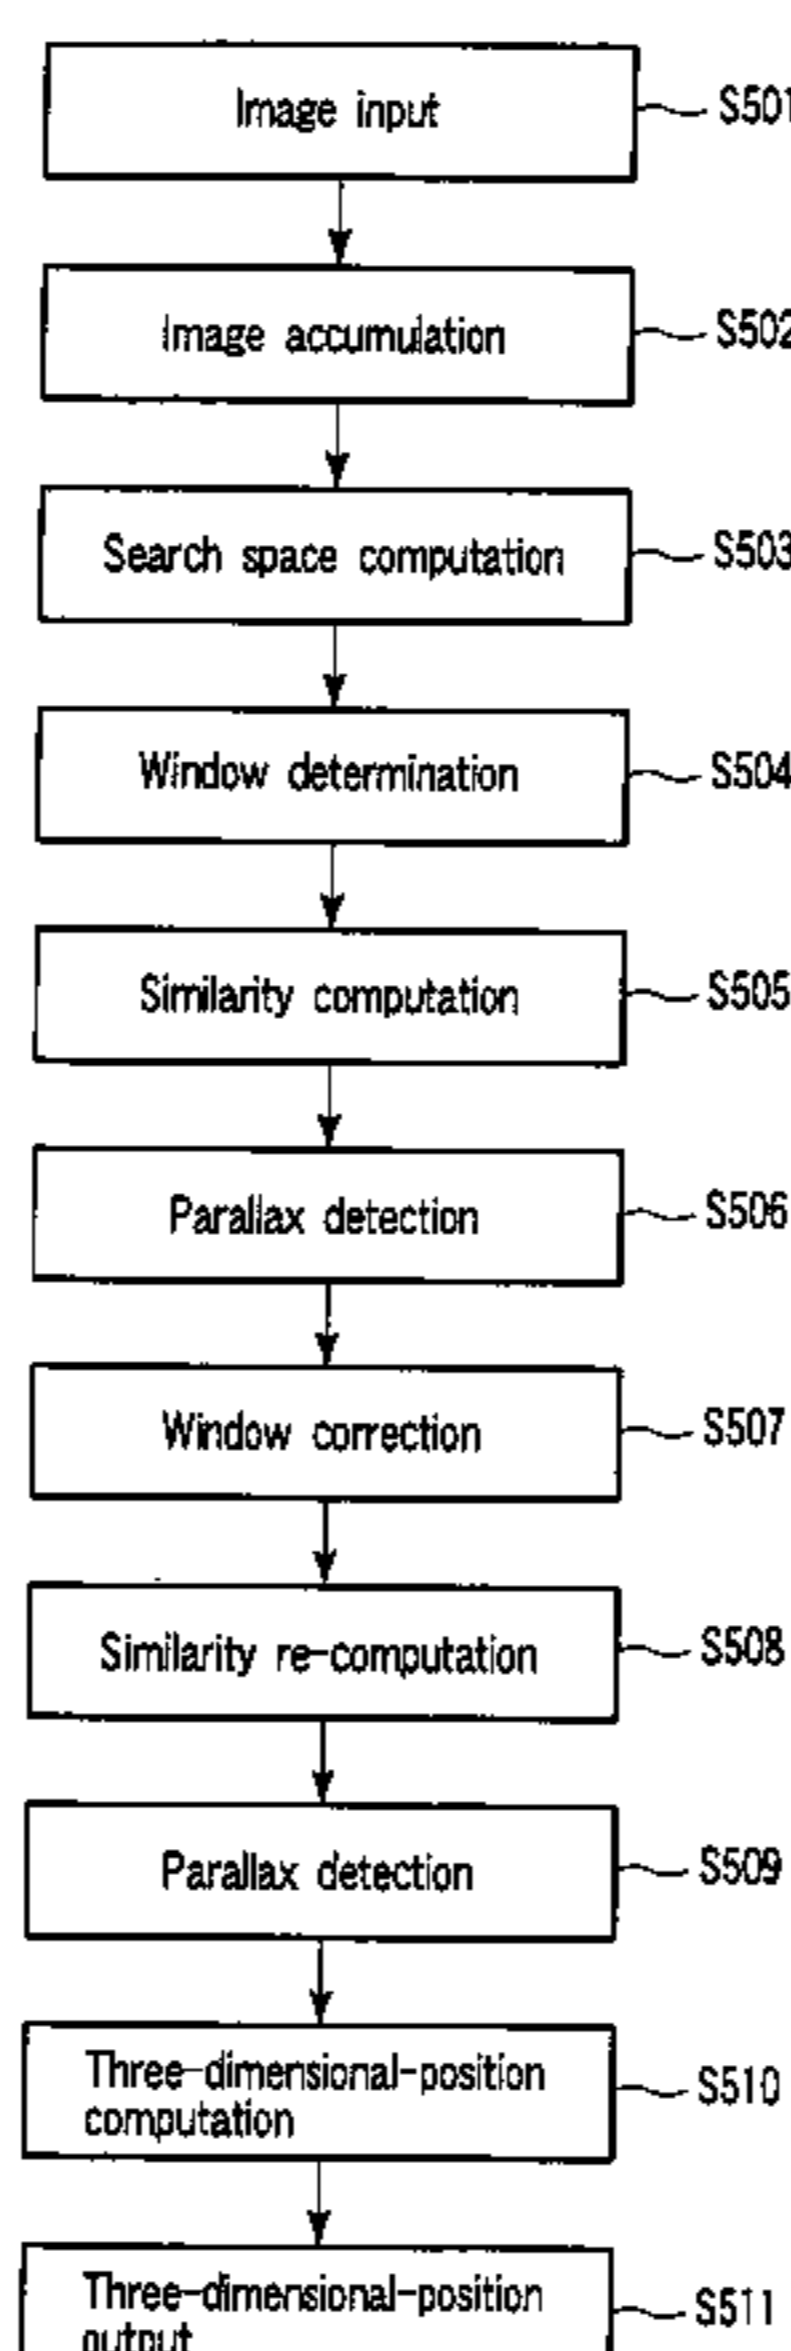 Image input S501
Image accumulation S502
Search space computation S503
Window determination S504
Similarity computation S505
Parallax detection S506
Window correction S507
Similarity re-computation S508
Parallax detection S509
Three-dimensional-position
computation S510
Three-dimensional-position
output S511